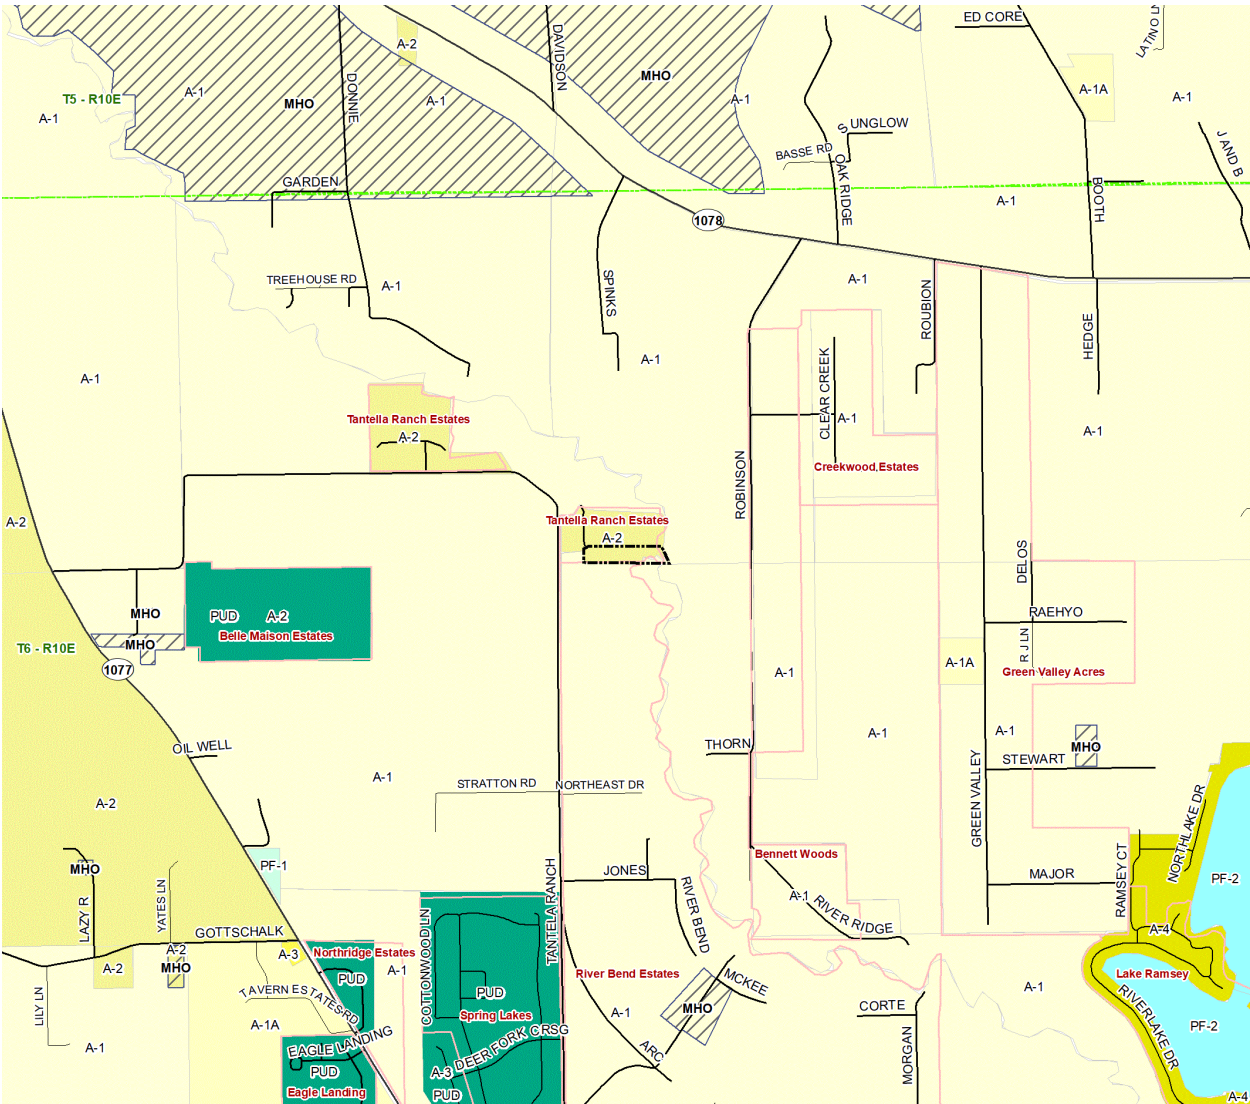 ED CORE
LATIN O LN
A-2
DAVIDSON
MHO
T5 - R10E
A-1
A-1
MHO
DONNIE
A-1
A-1
A-1A
A-1
S UNGLOW
BASSE RD
OAK RIDGE
J AND B
GARDEN
BOOTH
A-1
1078
TREEHOUSE RD
A-1
SPINKS
A-1
ROUBION
HEDGE
A-1
A-1
CLEAR CREEK
A-1
Tantella Ranch Estates
A-2
A-1
Creekwood Estates
ROBINSON
A-2
Tantella Ranch Estates
A-2
DELOS
MHO
PUD
A-2
Belle Maison Estates
RAEHYO
MHO
T6 - R10E
R J LN
A-1A
Green Valley Acres
1077
A-1
A-1
A-1
OIL WELL
THORN
MHO
STEWART
A-1
STRATTON RD
NORTHEAST DR
GREEN VALLEY
A-2
NORTHLAKE DR
Bennett Woods
PF-1
MHO
JONES
MAJOR
PF-2
LAZY R
YATES LN
TANTELA RANCH
RIVER BEND
A-1
RIVER RIDGE
RAMSEY CT
COTTONWOOD LN
GOTTSCHALK
A-2
A-3
Northridge Estates
A-4
A-2
MHO
A-1
PUD
River Bend Estates
MCKEE
Lake Ramsey
LILY LN
TAVERN ESTATES RD
PUD
A-1
RIVERLAKE DR
MHO
CORTE
A-1
Spring Lakes
A-1A
DEER FORK CRSG
PF-2
EAGLE LANDING
A-1
ARC
MORGAN
PUD
A-3
Eagle Landing
PUD
A-4